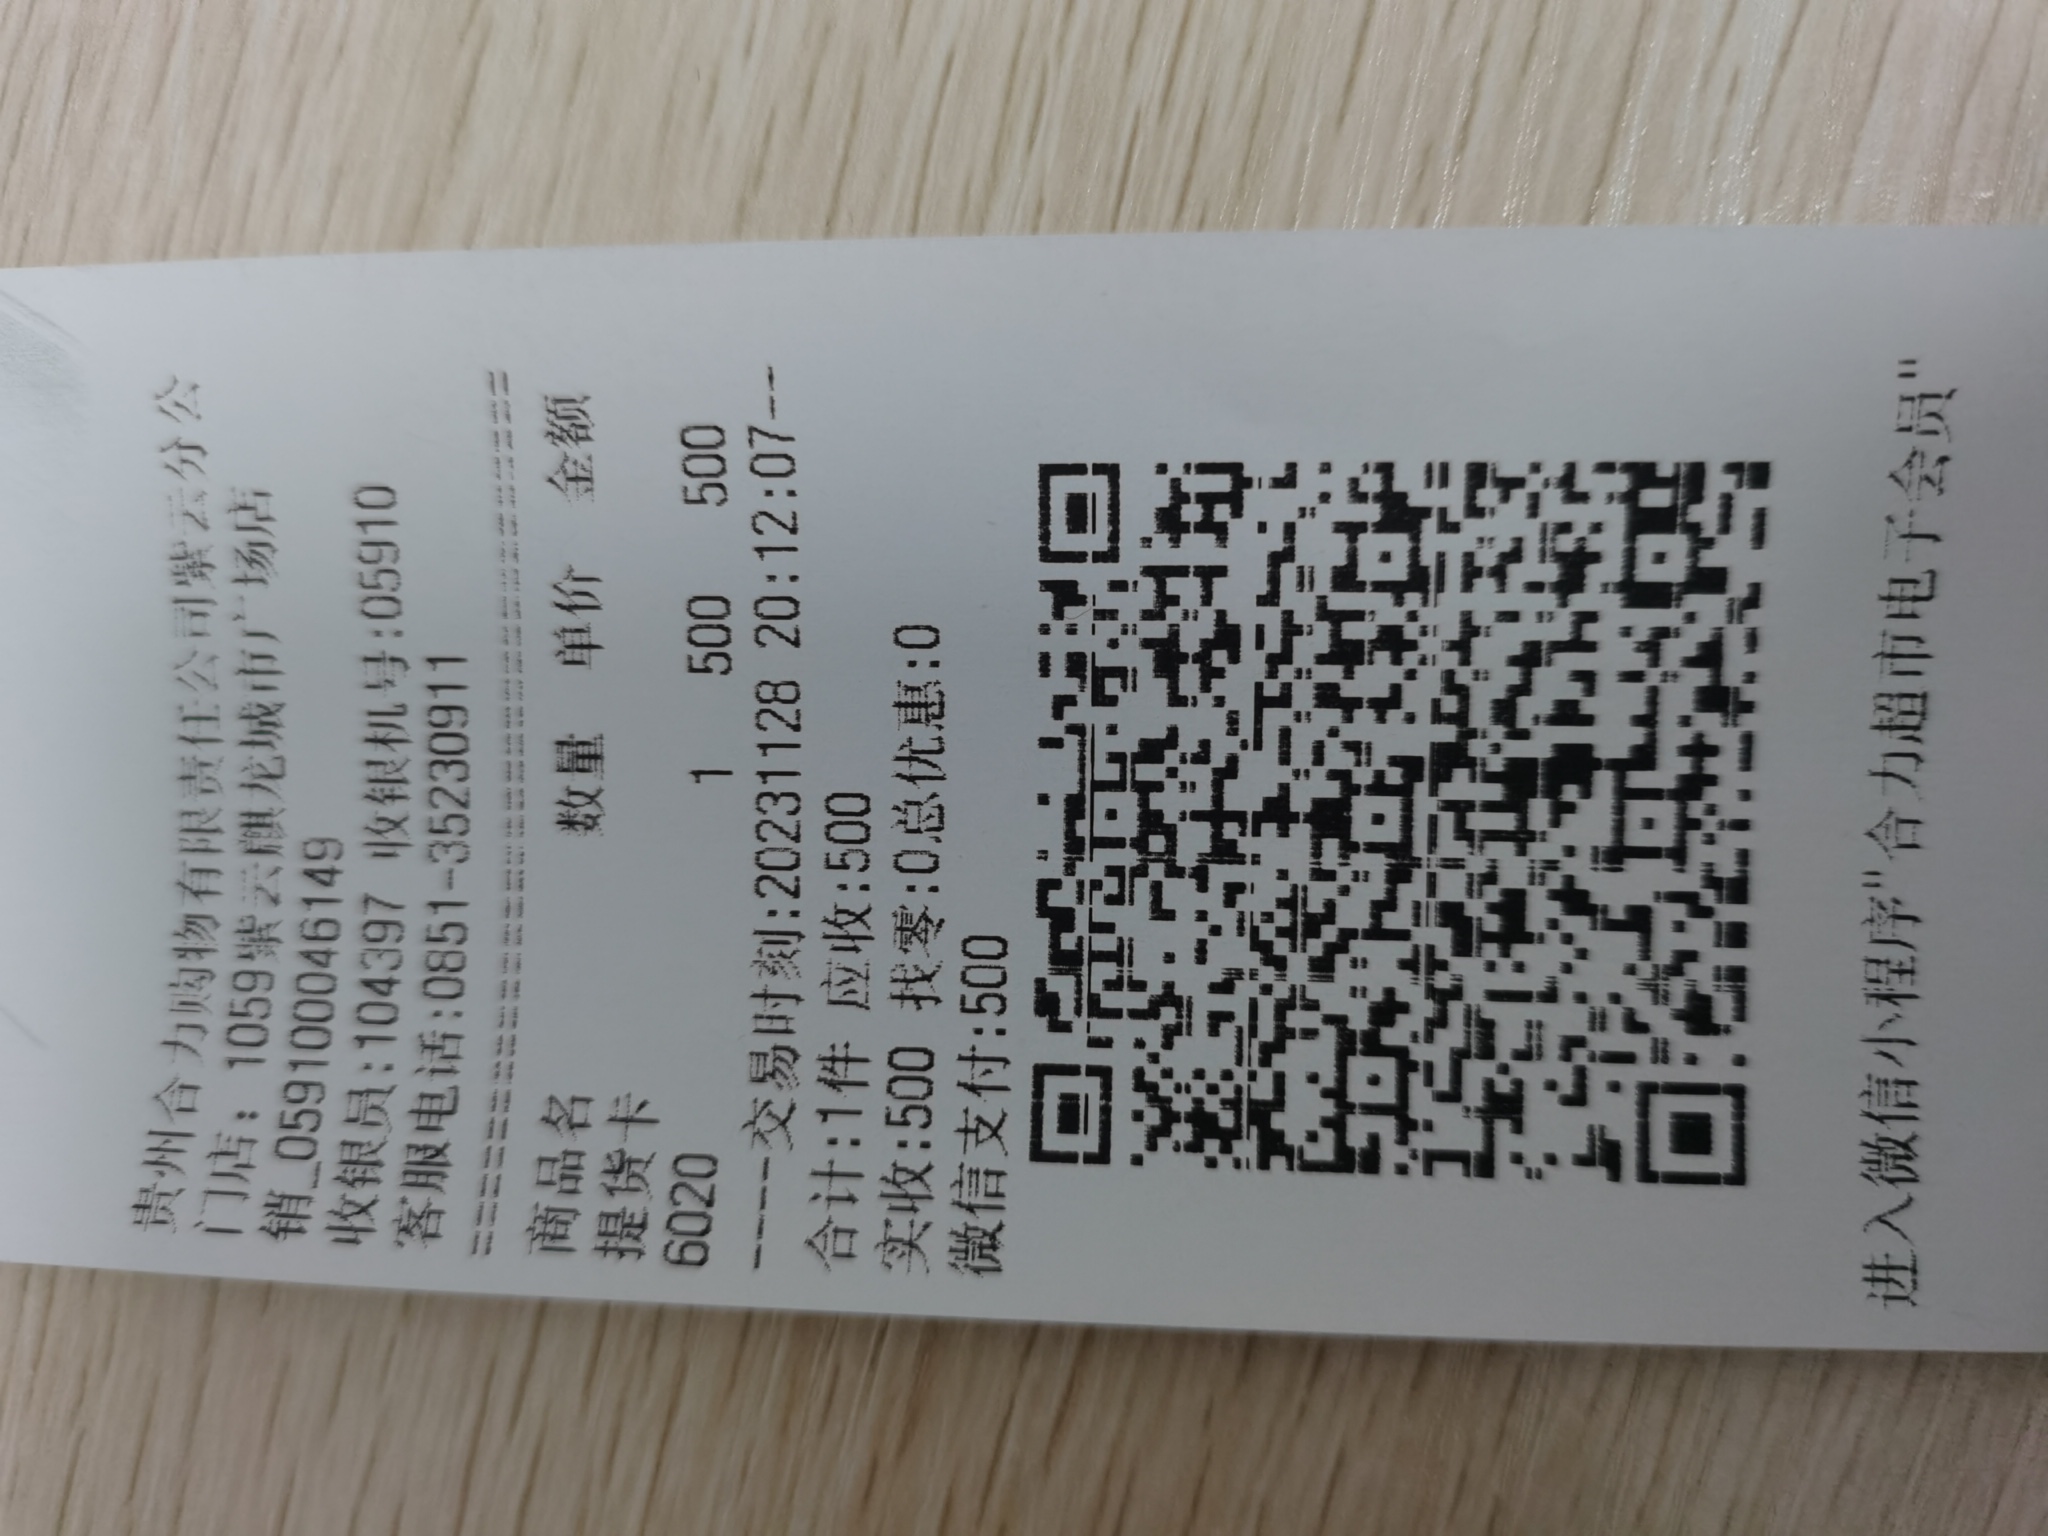 贵州合力购物有限责任公司紫云分公
门店: 1059紫云麒龙城市广场店
销_059100046149
收银员:104397 收银机号:05910
客服电话:0851-35230911
================================
商品名 数量 单价 金额
提货卡
6020 1 500 500
----交易时刻:20231128 20:12:07---
合计:1件 应收:500
实收:500 找零:0总优惠:0
微信支付:500
进入微信小程序"合力超市电子会员"